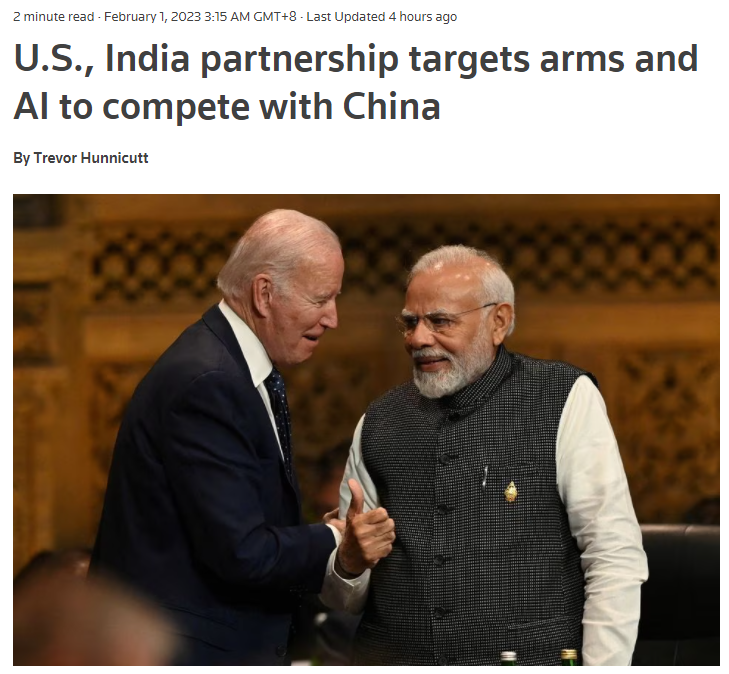 2 minute read · February 1, 2023 3:15 AM GMT+8 · Last Updated 4 hours ago
U.S., India partnership targets arms and
AI to compete with China
By Trevor Hunnicutt